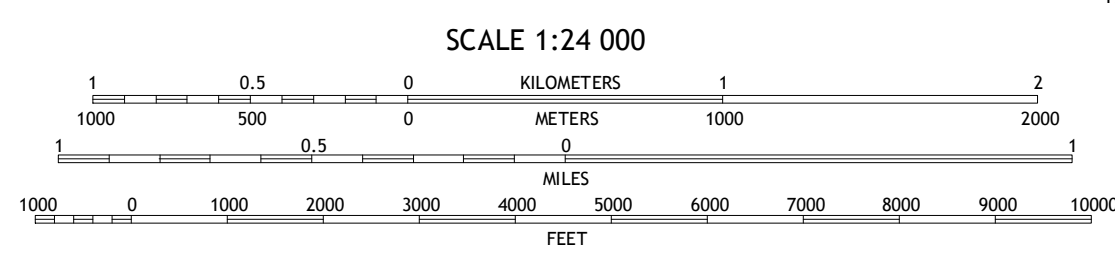 SCALE 1:24 000
1 0.5 0 KILOMETERS 1 2
1000 500 0 METERS 1000 2000
1 0.5 0 1
MILES
1000 0 1000 2000 3000 4000 5000 6000 7000 8000 9000 10000
FEET